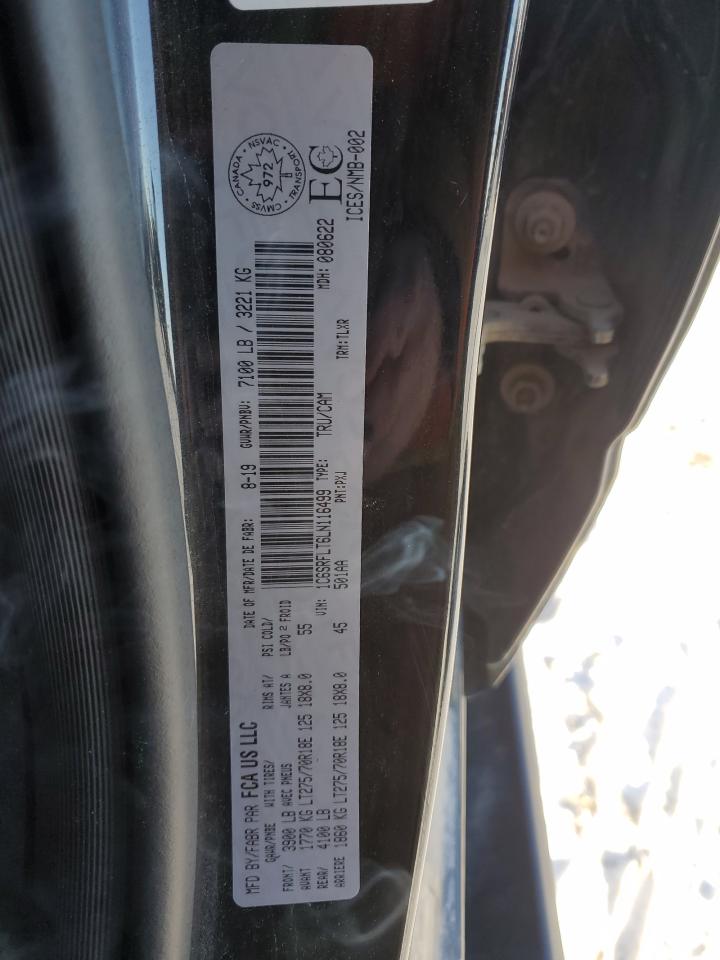 MFD BY/FABR PAR FCA US LLC
DATE OF MFR/DATE DE FABR: 8-19 GVWR/PNBV: 7100 LB / 3221 KG
GAWR/PNBE WITH TIRES/ RIMS AT/ PSI COLD/
AVEC PNEUS JANTES A LB/PO 2 FROID
FRONT/ 3900 LB
AVANT 1770 KG LT275/70R18E 125 18X8.0 55
REAR/ 4100 LB
ARRIERE 1860 KG LT275/70R18E 125 18X8.0 45
VIN: 1C6SRFLT6LN116499 TYPE: TRU/CAM MDH: 080622
501AA PNT:PXJ TRM:TLXR
CANADA NSVAC TRANSPORT CMVSS
972
EC
ICES/NMB-002